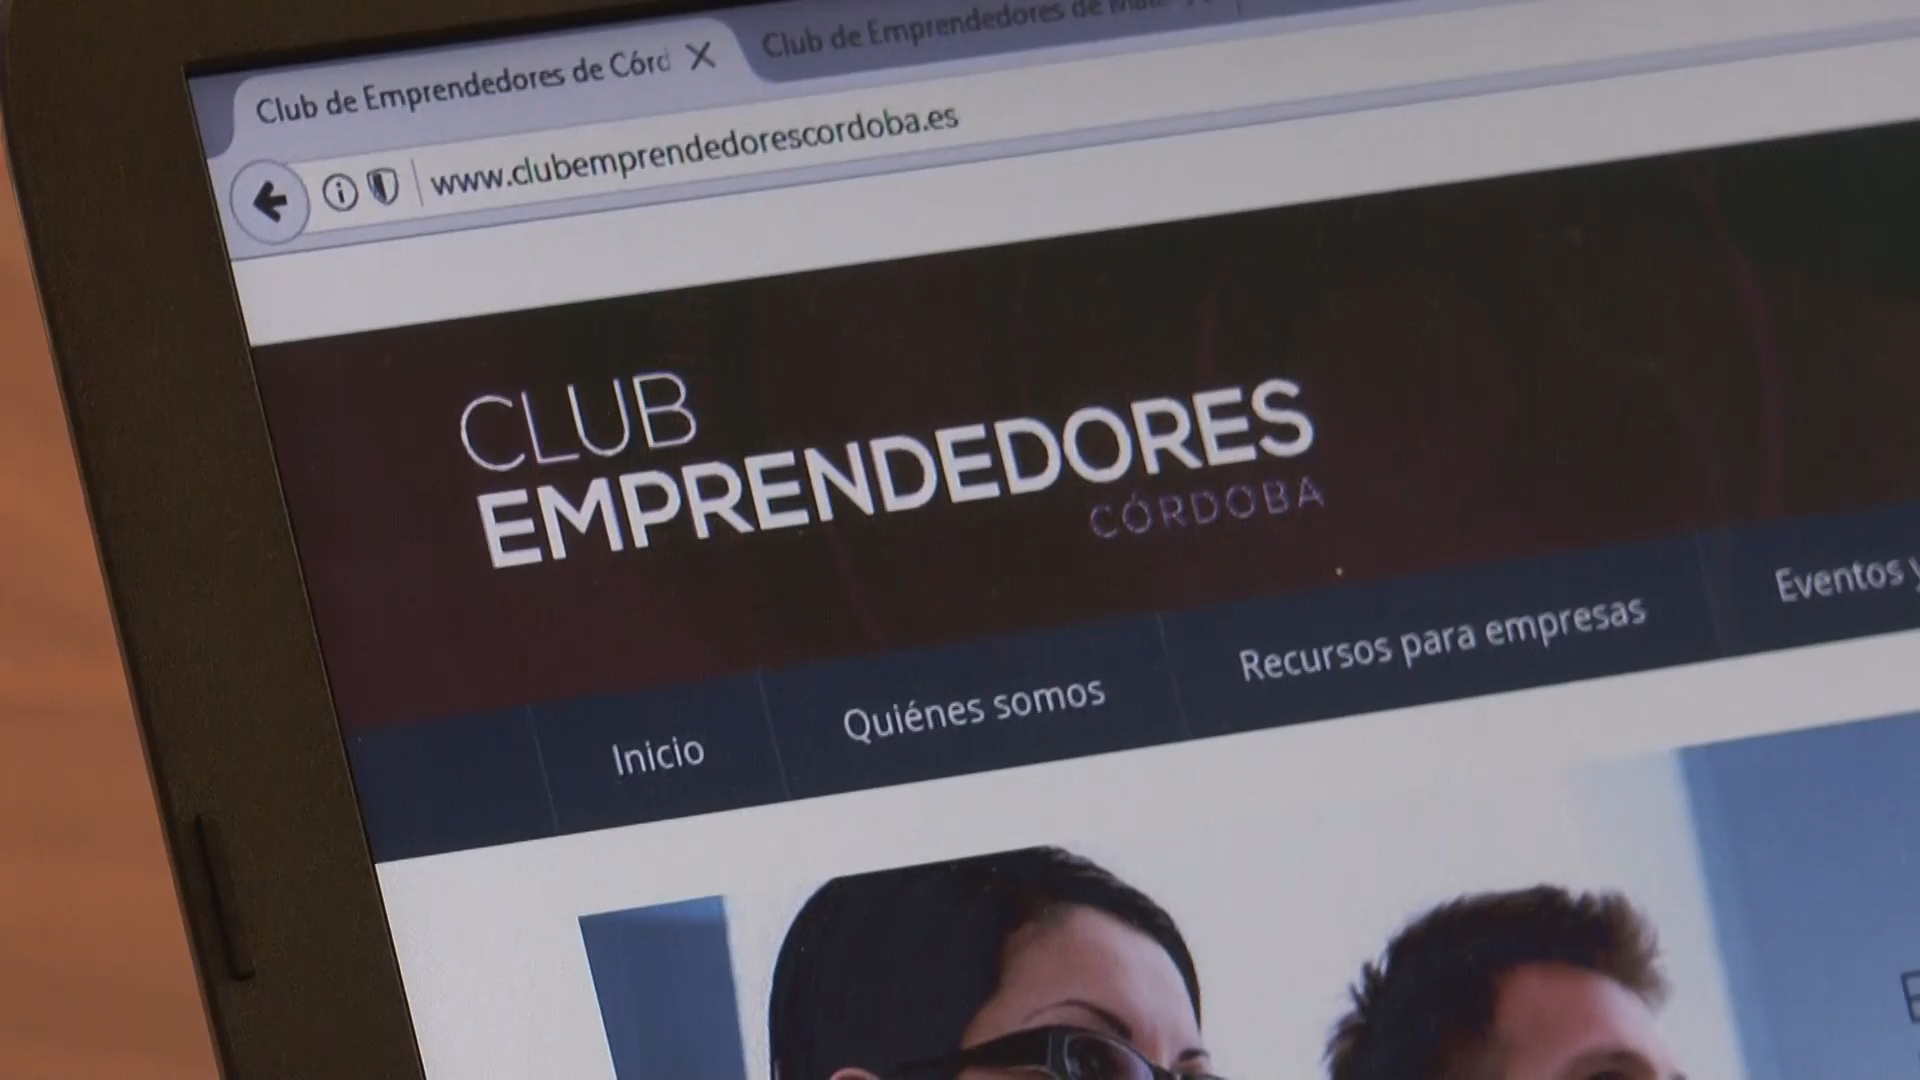 Club de Emprendedores de Córd
Club de Emprendedores de
www.clubemprendedorescordoba.es
CLUB
EMPRENDEDORES
CÓRDOBA
Inicio
Quiénes somos
Recursos para empresas
Eventos y